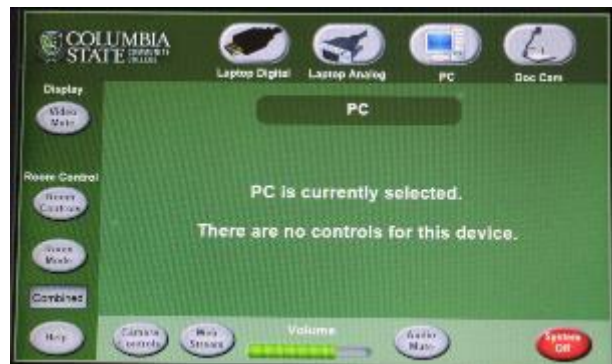 COLUMBIA
STATE COMMUNITY
COLLEGE
Laptop Digital
Laptop Analog
PC
Doc Cam
Display
Video
Mute
PC
Room Control
Room
Controls
PC is currently selected.
There are no controls for this device.
Room
Mode
Combined
Help
Camera
Controls
Web
Stream
Volume
Audio
Mute
System
Off